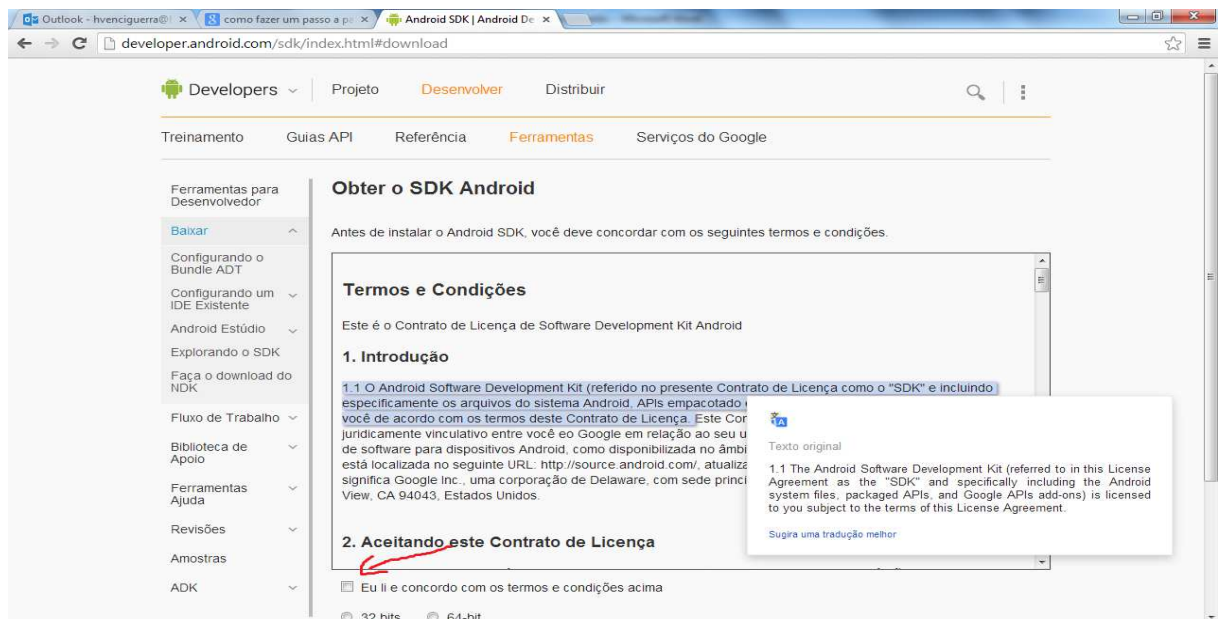 Outlook - hvenciguerra@
como fazer um passo a pa
Android SDK | Android De
developer.android.com/sdk/index.html#download
Developers
Projeto
Desenvolver
Distribuir
Treinamento
Guias API
Referência
Ferramentas
Serviços do Google
Ferramentas para
Desenvolvedor
Baixar
Configurando o
Bundle ADT
Configurando um
IDE Existente
Android Estúdio
Explorando o SDK
Faça o download do
NDK
Fluxo de Trabalho
Biblioteca de
Apoio
Ferramentas
Ajuda
Revisões
Amostras
ADK
Obter o SDK Android
Antes de instalar o Android SDK, você deve concordar com os seguintes termos e condições.
Termos e Condições
Este é o Contrato de Licença de Software Development Kit Android
1. Introdução
1.1 O Android Software Development Kit (referido no presente Contrato de Licença como o "SDK" e incluindo
especificamente os arquivos do sistema Android, APIs empacotado
você de acordo com os termos deste Contrato de Licença. Este Con
juridicamente vinculativo entre você eo Google em relação ao seu u
de software para dispositivos Android, como disponibilizada no âmbi
está localizada no seguinte URL: http://source.android.com/, atualiza
significa Google Inc., uma corporação de Delaware, com sede princi
View, CA 94043, Estados Unidos.
Texto original
1.1 The Android Software Development Kit (referred to in this License
Agreement as the "SDK" and specifically including the Android
system files, packaged APIs, and Google APIs add-ons) is licensed
to you subject to the terms of this License Agreement.
Sugira uma tradução melhor
2. Aceitando este Contrato de Licença
Eu li e concordo com os termos e condições acima
32 bits
64-bit